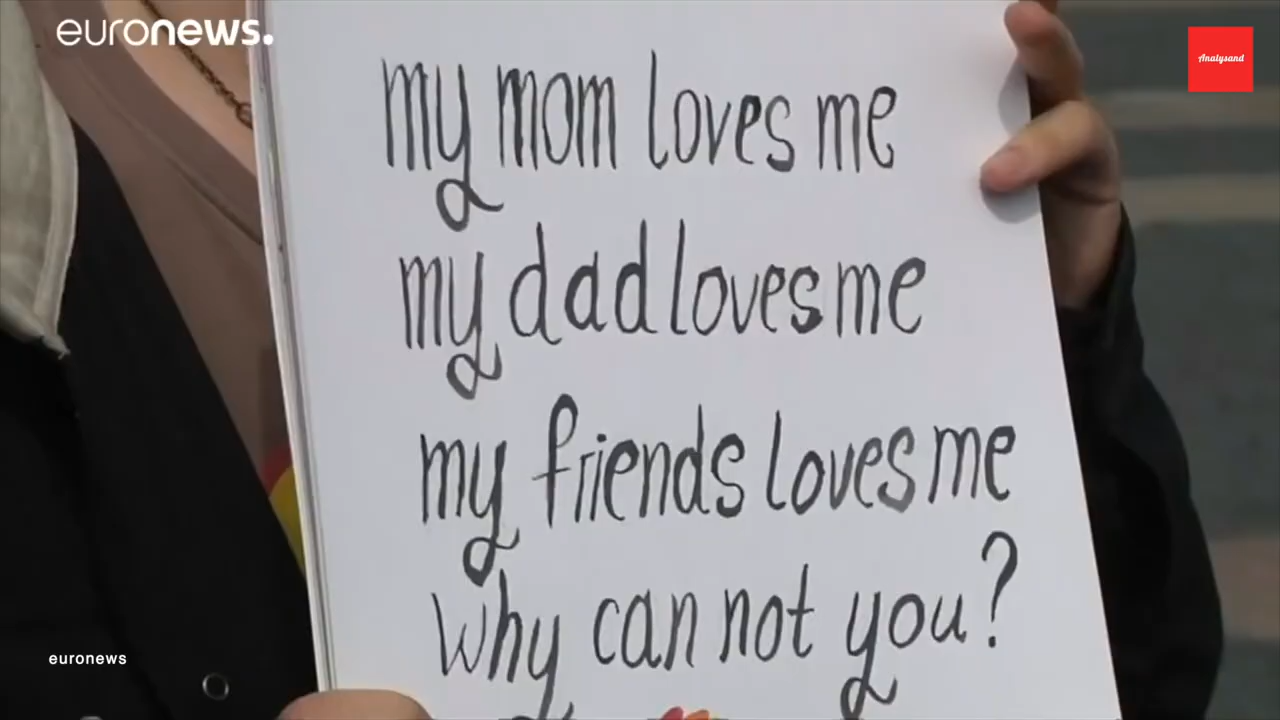 euronews.
Analysand
my mom loves me
my dad loves me
my friends loves me
why can not you?
euronews